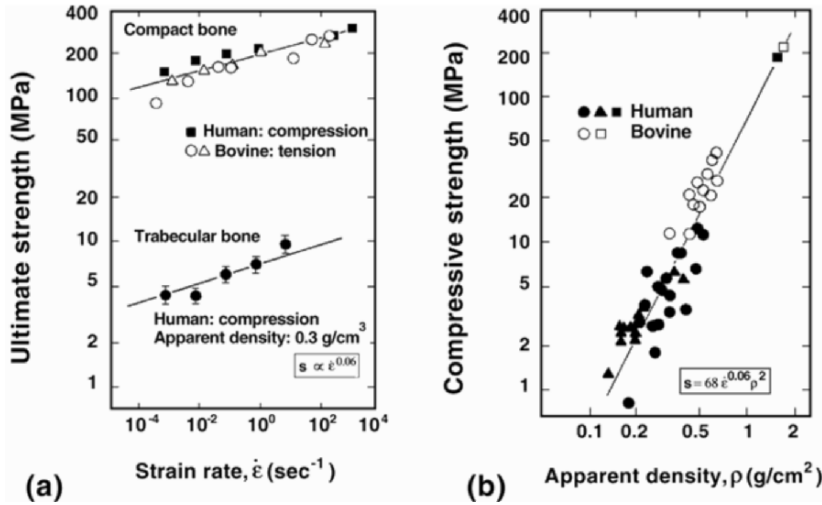 400
200
100
50
20
10
5
2
1
Ultimate strength (MPa)
Compact bone
Human: compression
Bovine: tension
Trabecular bone
Human: compression
Apparent density: 0.3 g/cm³
s ∝ ε̇⁰·⁰⁶
10⁻⁴ 10⁻² 10⁰ 10² 10⁴
Strain rate, ε̇ (sec⁻¹)
(a)
400
200
100
50
20
10
5
2
1
Compressive strength (MPa)
Human
Bovine
s = 68 ε̇⁰·⁰⁶ρ²
0.1 0.2 0.5 1 2
Apparent density, ρ (g/cm²)
(b)